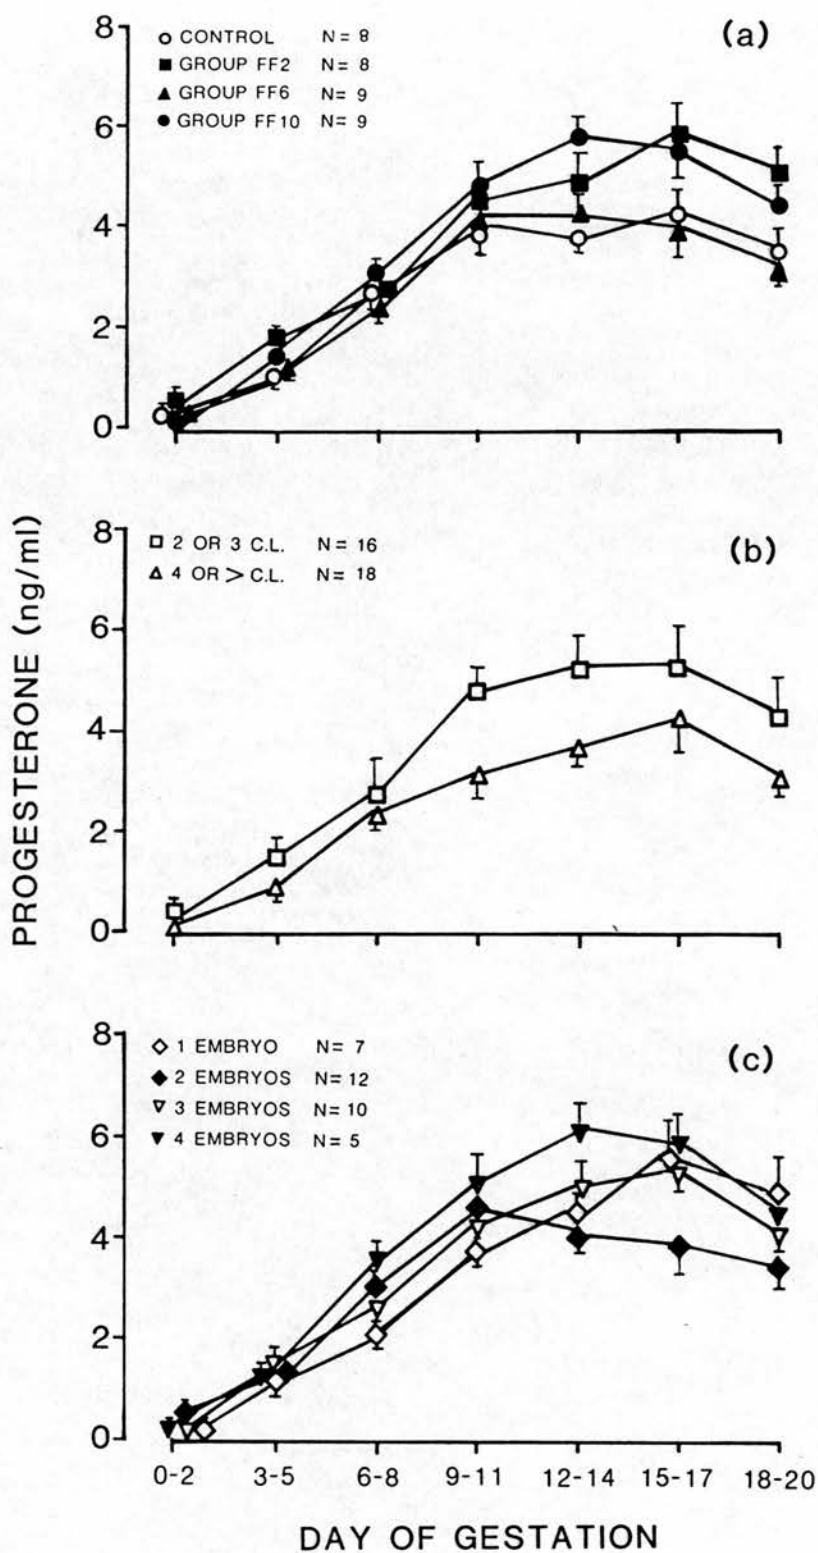 (a)
CONTROL N = 8
GROUP FF2 N = 8
GROUP FF6 N = 9
GROUP FF10 N = 9
8
6
4
2
0
(b)
2 OR 3 C.L. N = 16
4 OR > C.L. N = 18
8
6
4
2
0
PROGESTERONE (ng/ml)
(c)
1 EMBRYO N = 7
2 EMBRYOS N = 12
3 EMBRYOS N = 10
4 EMBRYOS N = 5
8
6
4
2
0
0-2 3-5 6-8 9-11 12-14 15-17 18-20
DAY OF GESTATION